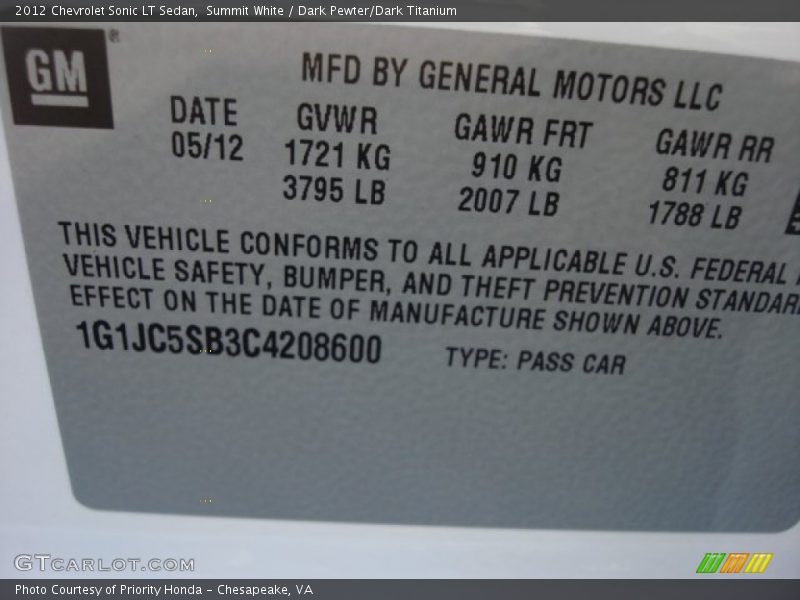 2012 Chevrolet Sonic LT Sedan, Summit White / Dark Pewter/Dark Titanium
GM ®
MFD BY GENERAL MOTORS LLC
DATE GVWR GAWR FRT GAWR RR
05/12 1721 KG 910 KG 811 KG
3795 LB 2007 LB 1788 LB
THIS VEHICLE CONFORMS TO ALL APPLICABLE U.S. FEDERAL
VEHICLE SAFETY, BUMPER, AND THEFT PREVENTION STANDAR
EFFECT ON THE DATE OF MANUFACTURE SHOWN ABOVE.
1G1JC5SB3C4208600 TYPE: PASS CAR
GTCARLOT.COM
Photo Courtesy of Priority Honda - Chesapeake, VA